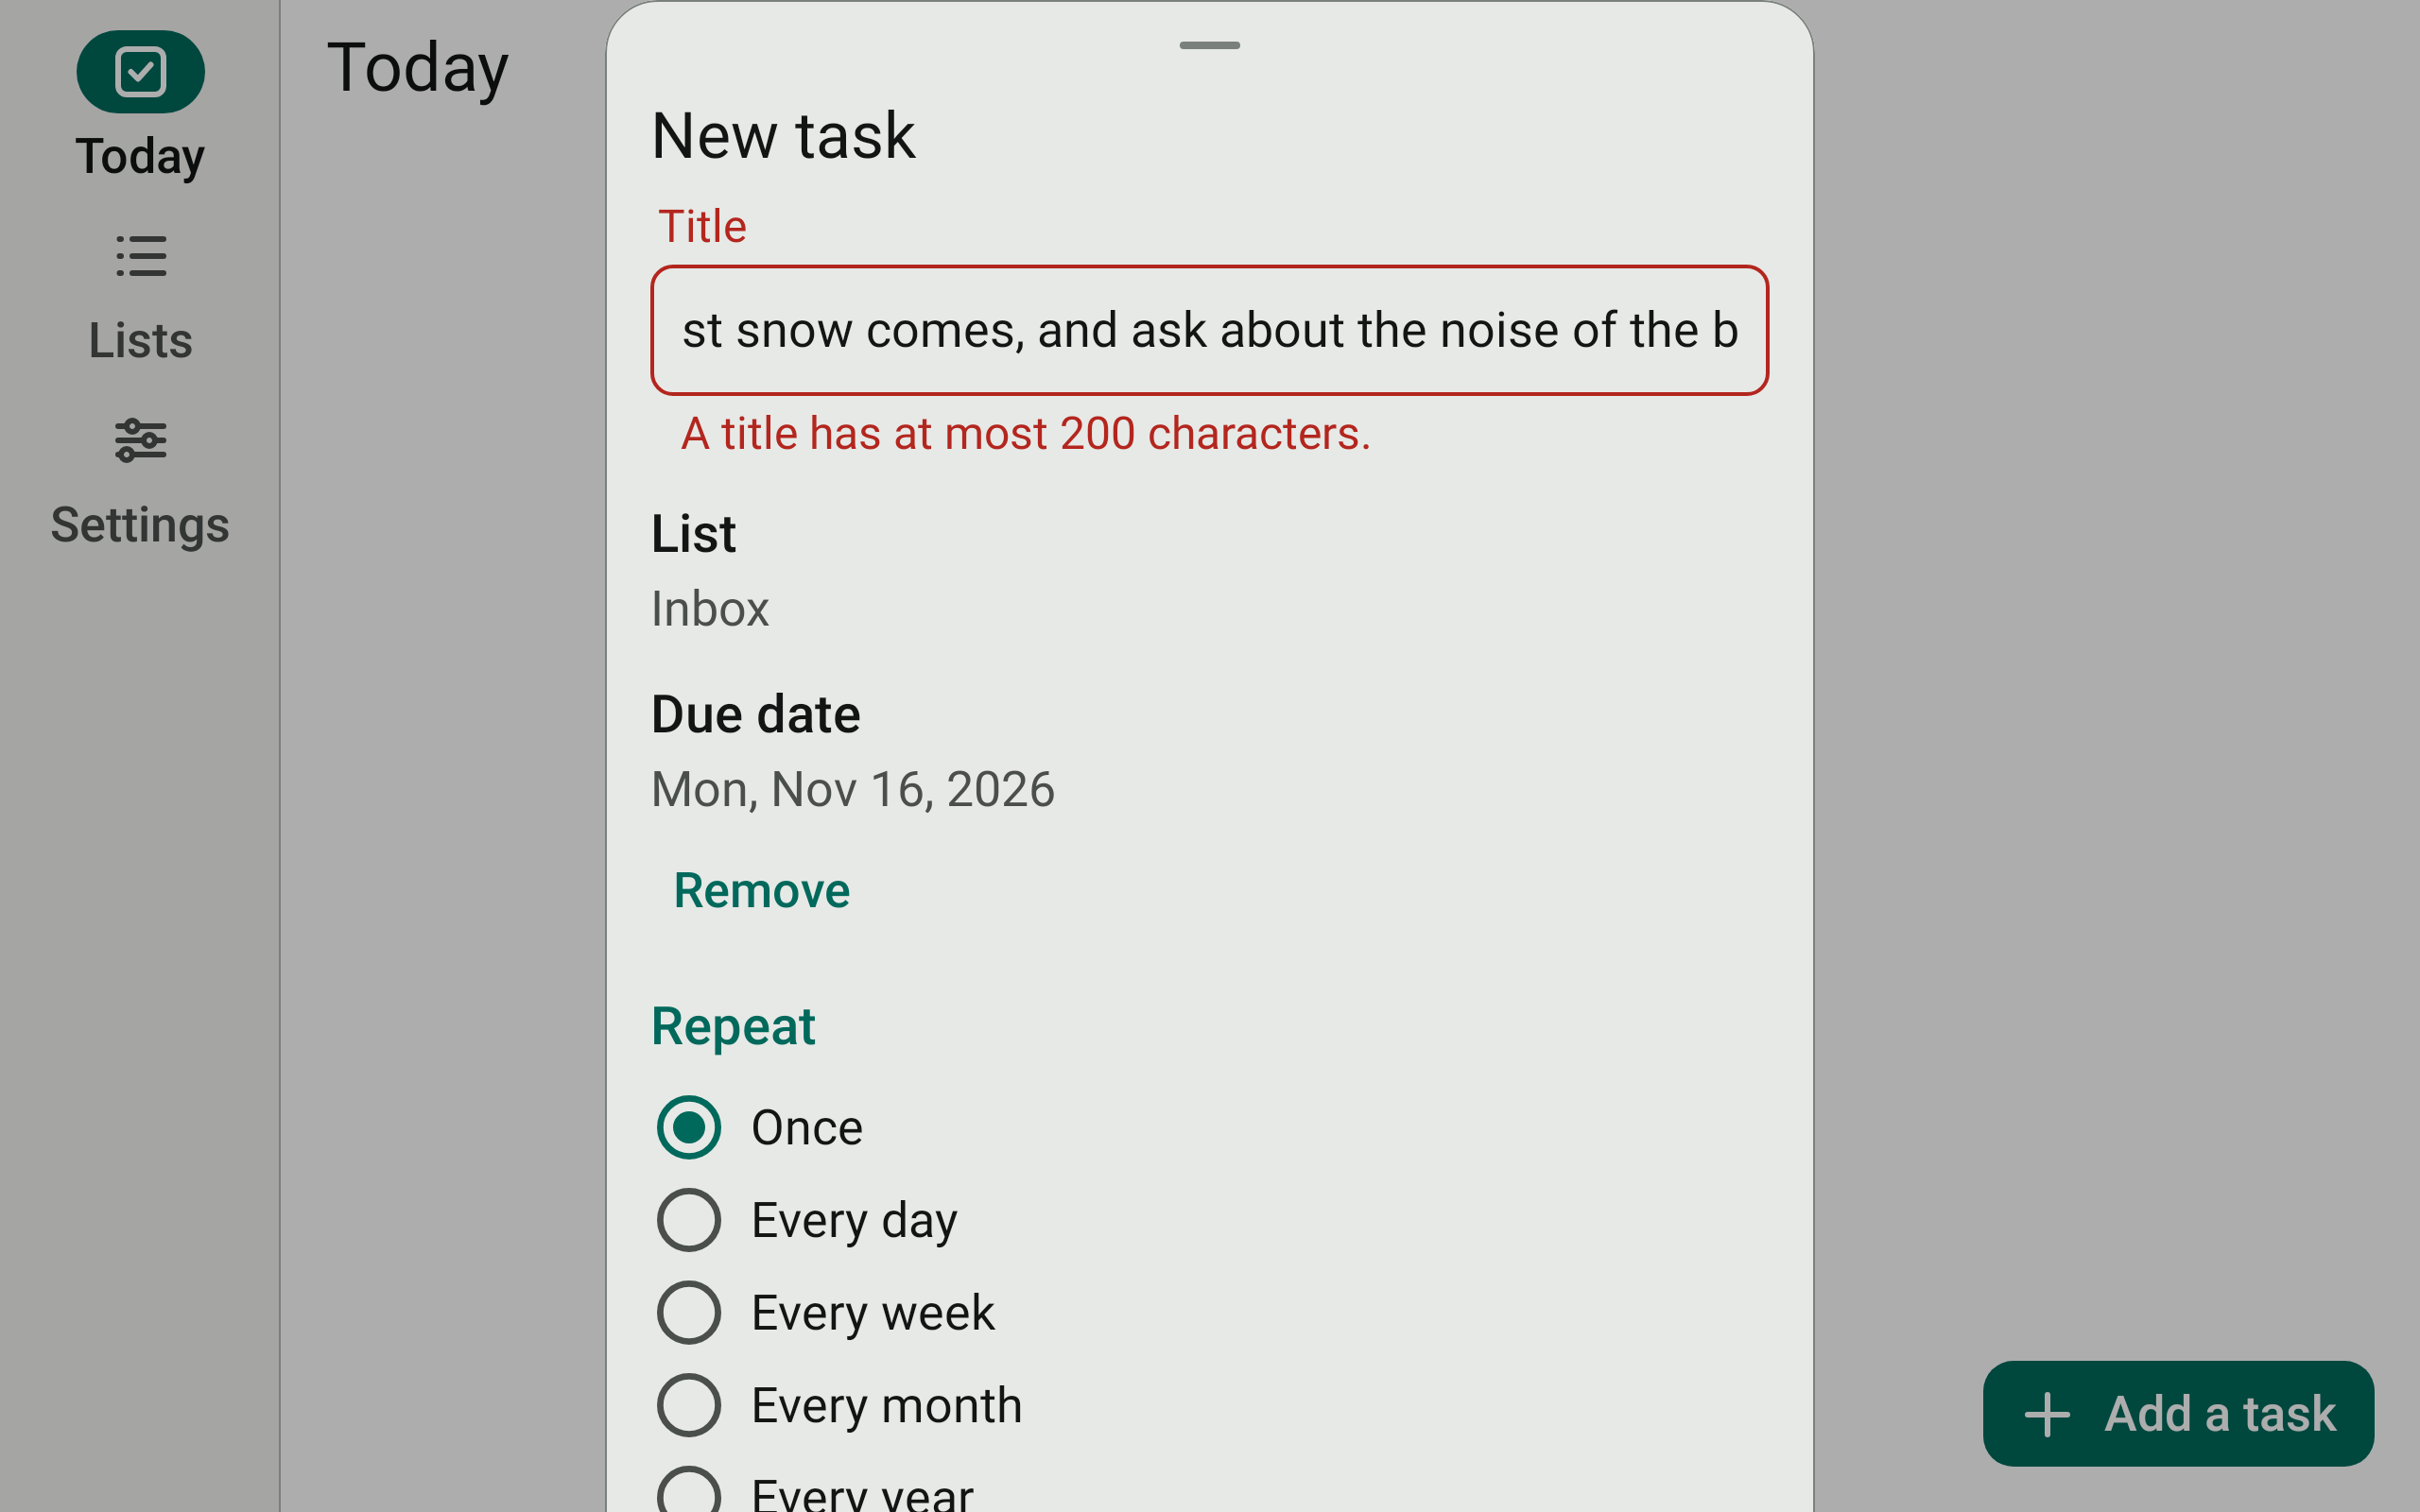 Today
Lists
Settings
Today
New task
Title
st snow comes, and ask about the noise of the b
A title has at most 200 characters.
List
Inbox
Due date
Mon, Nov 16, 2026
Remove
Repeat
Once
Every day
Every week
Every month
Every year
Add a task